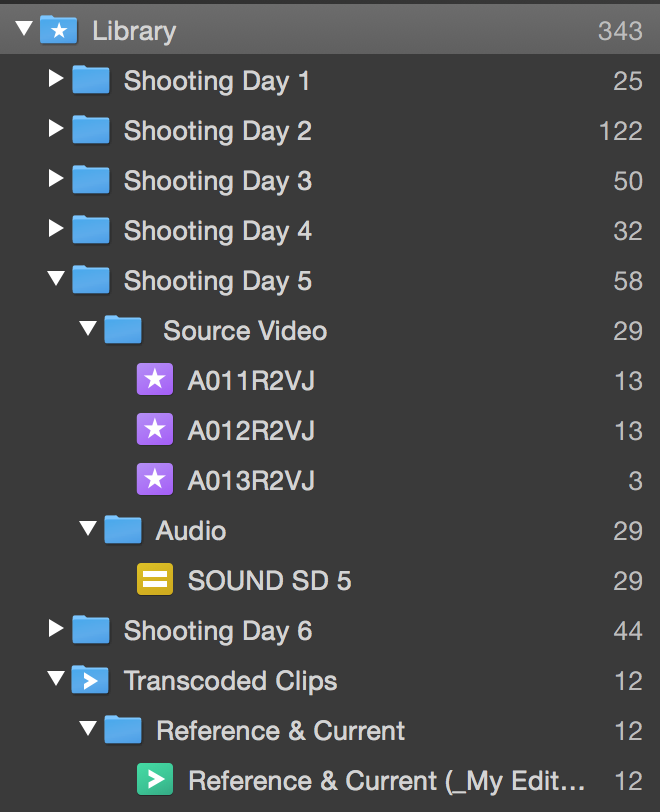 Library 343
Shooting Day 1 25
Shooting Day 2 122
Shooting Day 3 50
Shooting Day 4 32
Shooting Day 5 58
Source Video 29
A011R2VJ 13
A012R2VJ 13
A013R2VJ 3
Audio 29
SOUND SD 5 29
Shooting Day 6 44
Transcoded Clips 12
Reference & Current 12
Reference & Current (_My Edit... 12